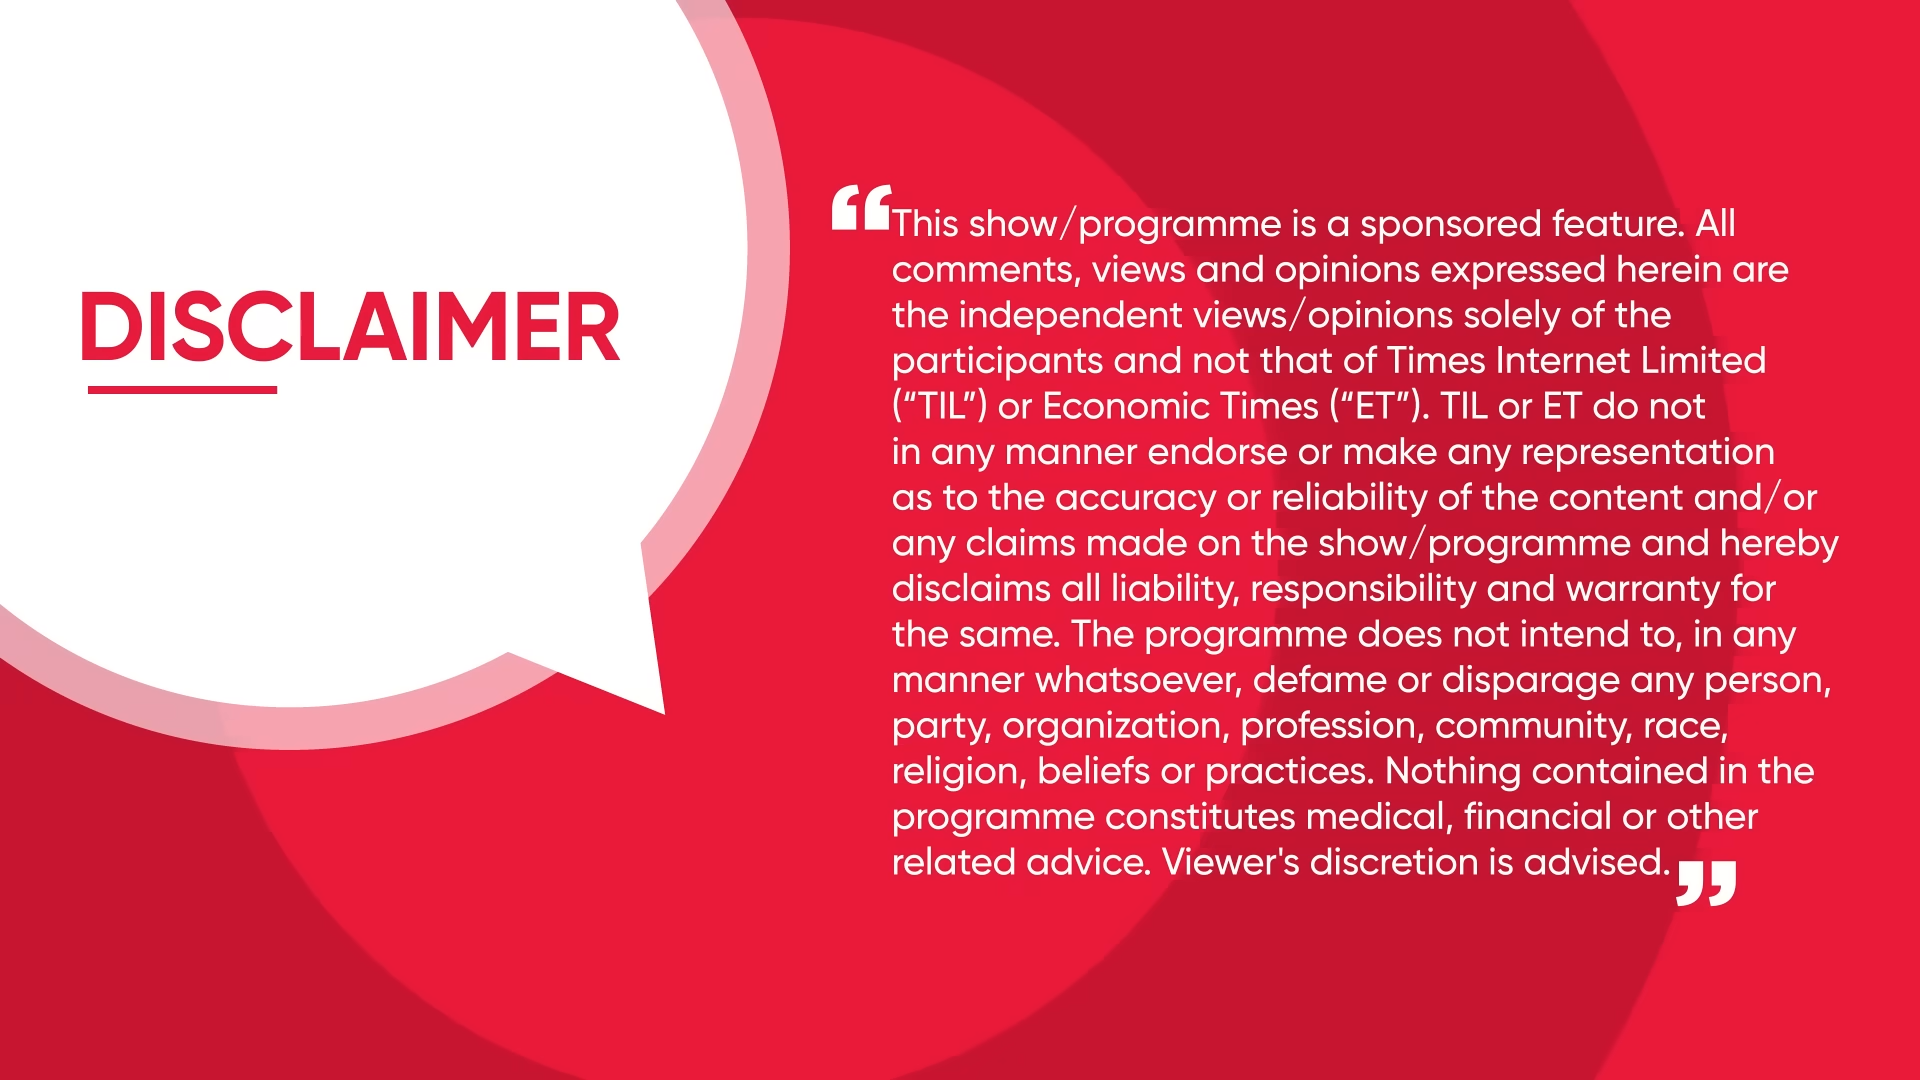 DISCLAIMER
“This show/programme is a sponsored feature. All
comments, views and opinions expressed herein are
the independent views/opinions solely of the
participants and not that of Times Internet Limited
(“TIL”) or Economic Times (“ET”). TIL or ET do not
in any manner endorse or make any representation
as to the accuracy or reliability of the content and/or
any claims made on the show/programme and hereby
disclaims all liability, responsibility and warranty for
the same. The programme does not intend to, in any
manner whatsoever, defame or disparage any person,
party, organization, profession, community, race,
religion, beliefs or practices. Nothing contained in the
programme constitutes medical, financial or other
related advice. Viewer's discretion is advised.”